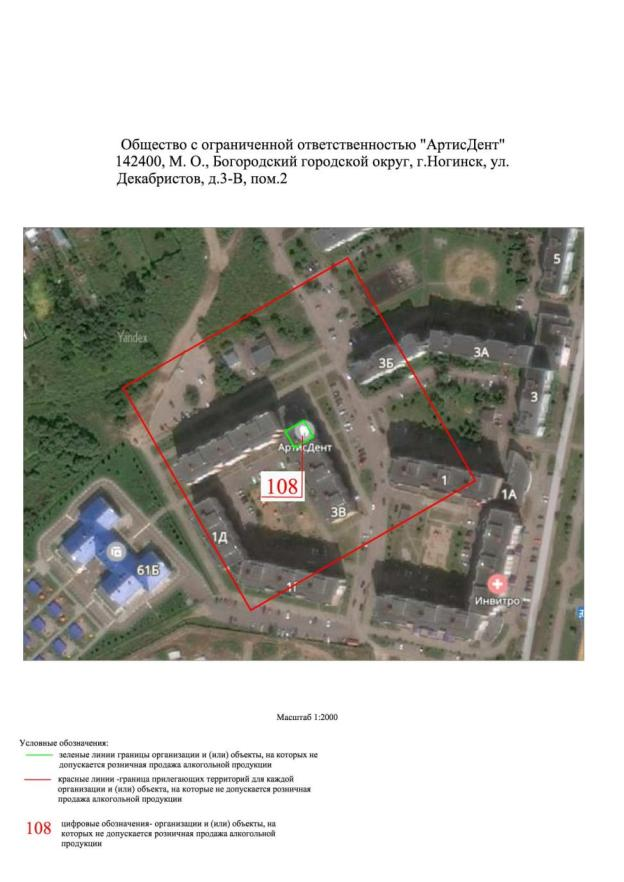 Общество с ограниченной ответственностью "АртисДент"
142400, М. О., Богородский городской округ, г.Ногинск, ул.
Декабристов, д.3-В, пом.2
5
Yandex
3А
3Б
3
АртисДент
1
108
1А
3В
1Д
61Б
1Г
Инвитро
Масштаб 1:2000
Условные обозначения:
зеленые линии границы организации и (или) объекты, на которых не
допускается розничная продажа алкогольной продукции
красные линии -граница прилегающих территорий для каждой
организации и (или) объекта, на которые не допускается розничная
продажа алкогольной продукции
108
цифровые обозначения- организации и (или) объекты, на
которых не допускается розничная продажа алкогольной
продукции